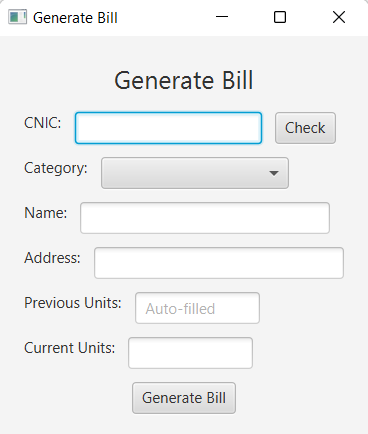 Generate Bill
Generate Bill
CNIC: Check
Category:
Name:
Address:
Previous Units: Auto-filled
Current Units:
Generate Bill